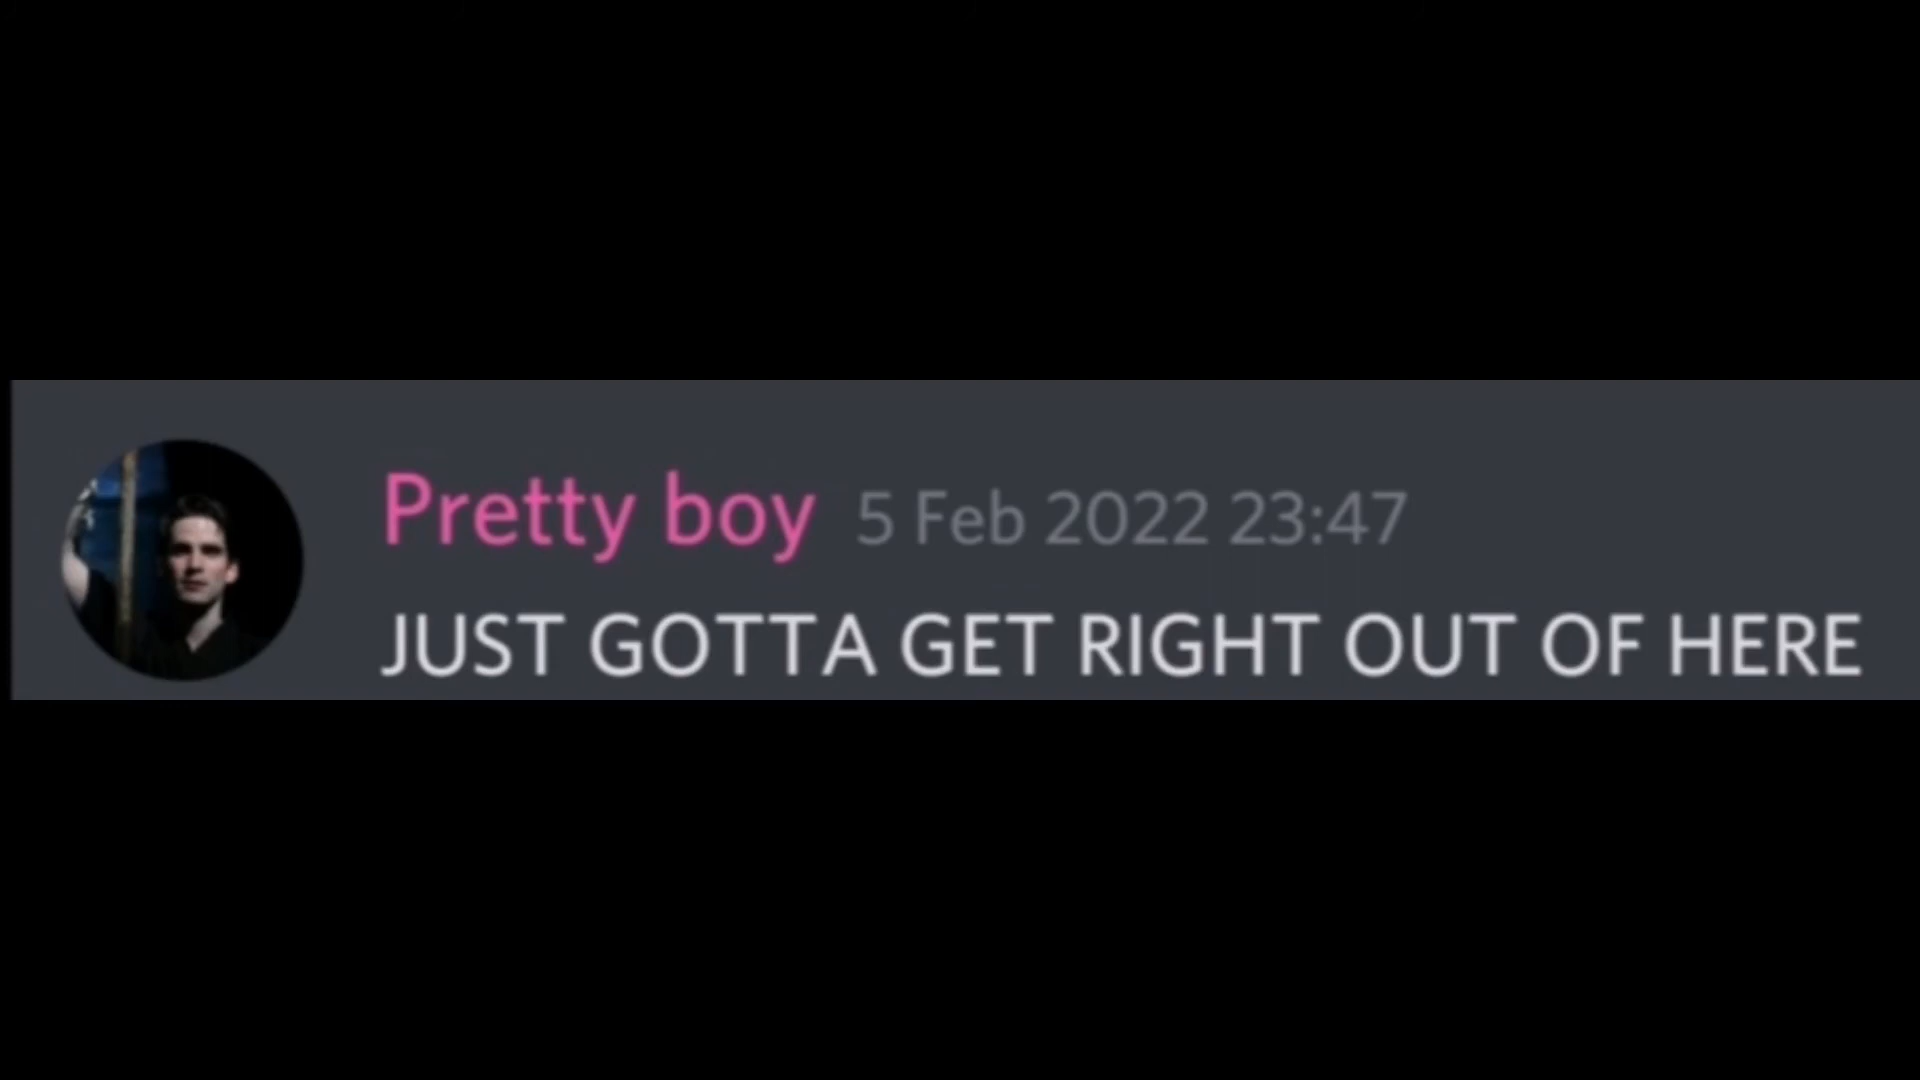 Pretty boy 5 Feb 2022 23:47
JUST GOTTA GET RIGHT OUT OF HERE